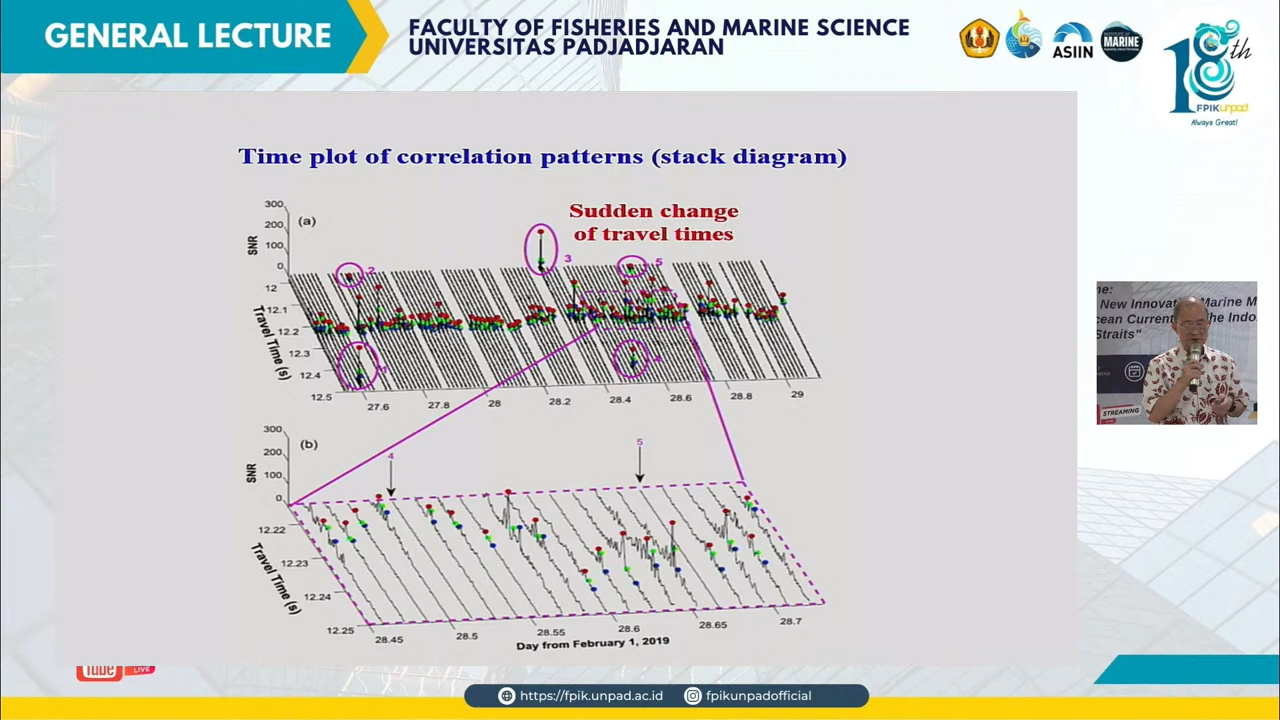 GENERAL LECTURE
FACULTY OF FISHERIES AND MARINE SCIENCE
UNIVERSITAS PADJADJARAN
ASIIN
MARINE
18th
FPIKunpad
Always Great!
Time plot of correlation patterns (stack diagram)
Sudden change
of travel times
(a)
SNR
300
200
100
0
12
12.1
12.2
12.3
12.4
12.5
Travel Time (s)
2
3
5
4
27.6
27.8
28
28.2
28.4
28.6
28.8
29
(b)
SNR
300
200
100
0
4
5
12.22
12.23
12.24
12.25
Travel Time (s)
28.45
28.5
28.55
28.6
28.65
28.7
Day from February 1, 2019
me:
New Innovat
Marine M
cean Current
he Indo
Straits"
STREAMING
Tube
LIVE
https://fpik.unpad.ac.id
fpikunpadofficial